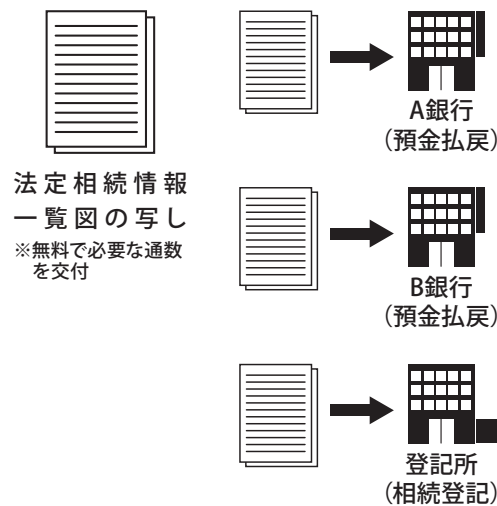 法定相続情報
一覧図の写し
※無料で必要な通数
を交付
A銀行
（預金払戻）
B銀行
（預金払戻）
登記所
（相続登記）